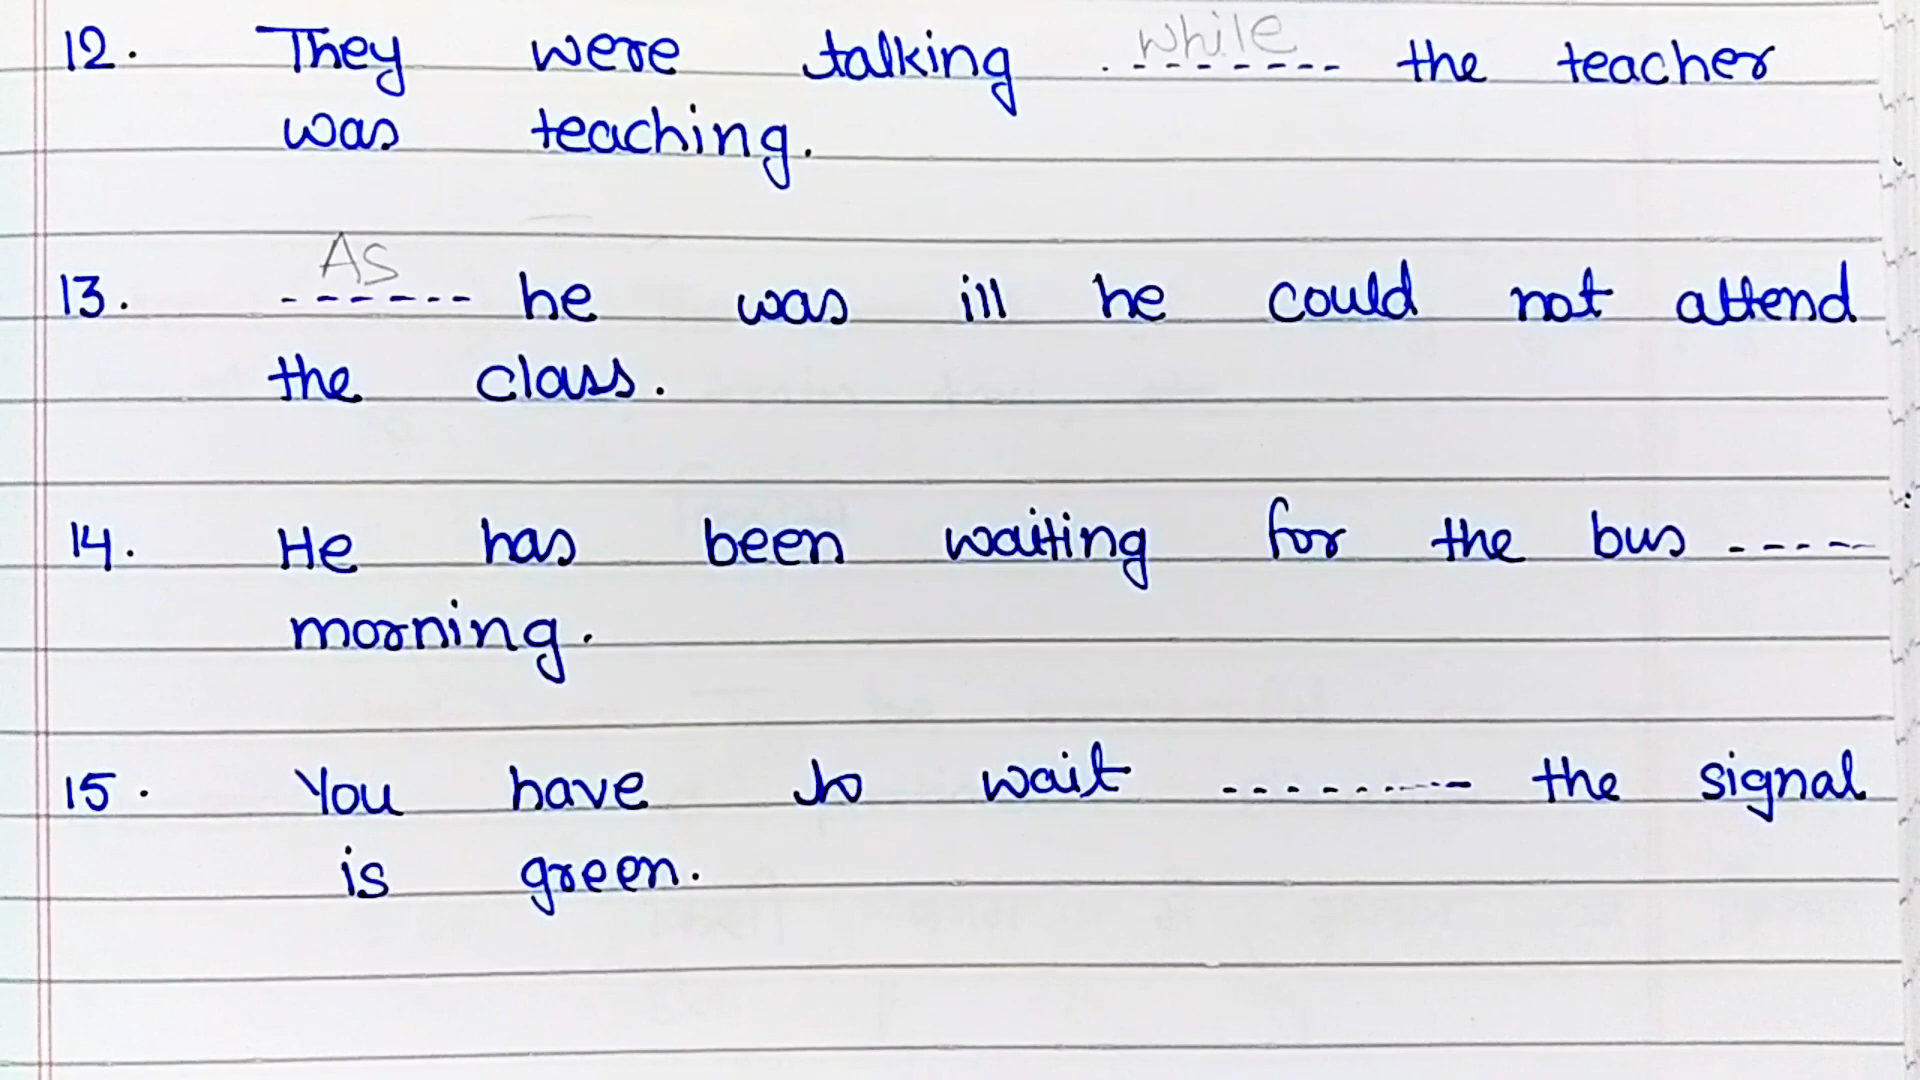 12. They were talking .-------- while the teacher
was teaching.
As
13. ------ he was ill he could not attend
the class.
14. He has been waiting for the bus -----
morning.
15. You have to wait --------- the signal
is green.